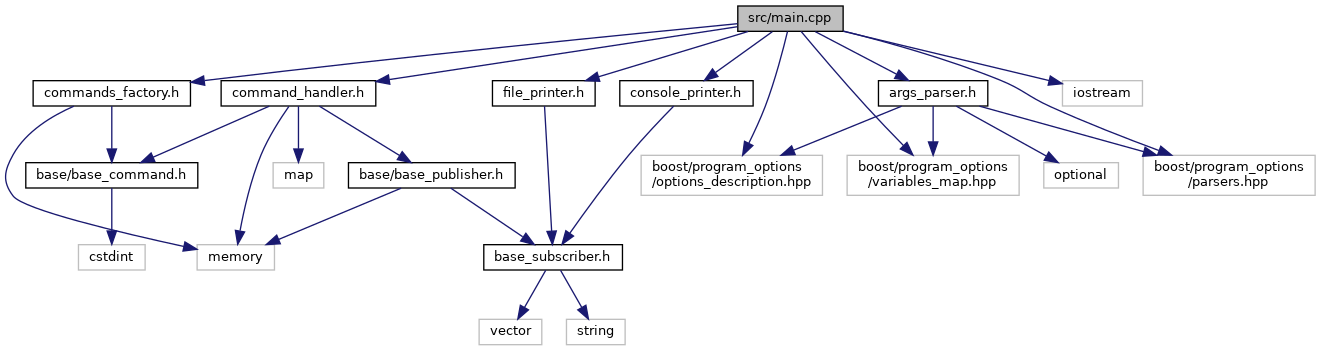 src/main.cpp
commands_factory.h
command_handler.h
file_printer.h
console_printer.h
args_parser.h
iostream
base/base_command.h
map
base/base_publisher.h
boost/program_options
/options_description.hpp
boost/program_options
/variables_map.hpp
optional
boost/program_options
/parsers.hpp
cstdint
memory
base_subscriber.h
vector
string